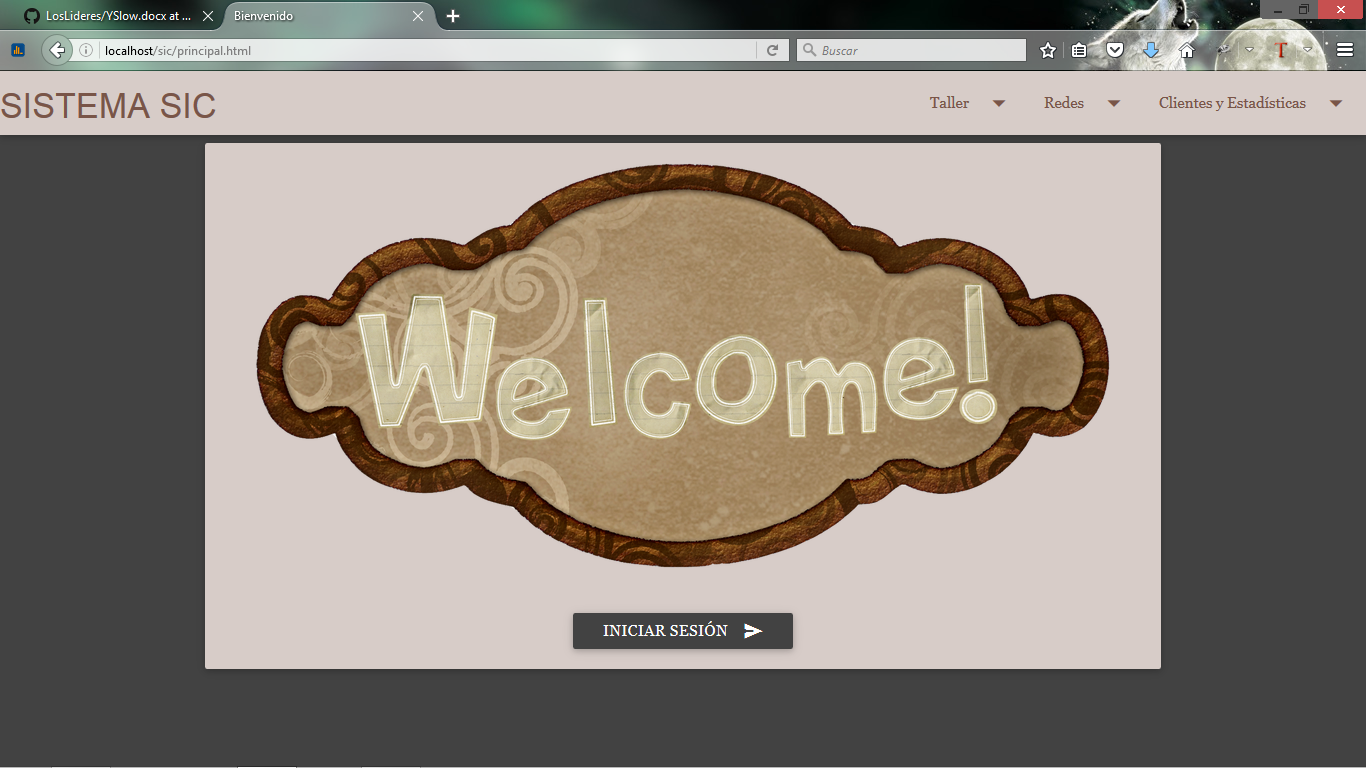 LosLideres/YSlow.docx at ...
Bienvenido
localhost/sic/principal.html
Buscar
SISTEMA SIC
Taller
Redes
Clientes y Estadísticas
Welcome!
INICIAR SESIÓN